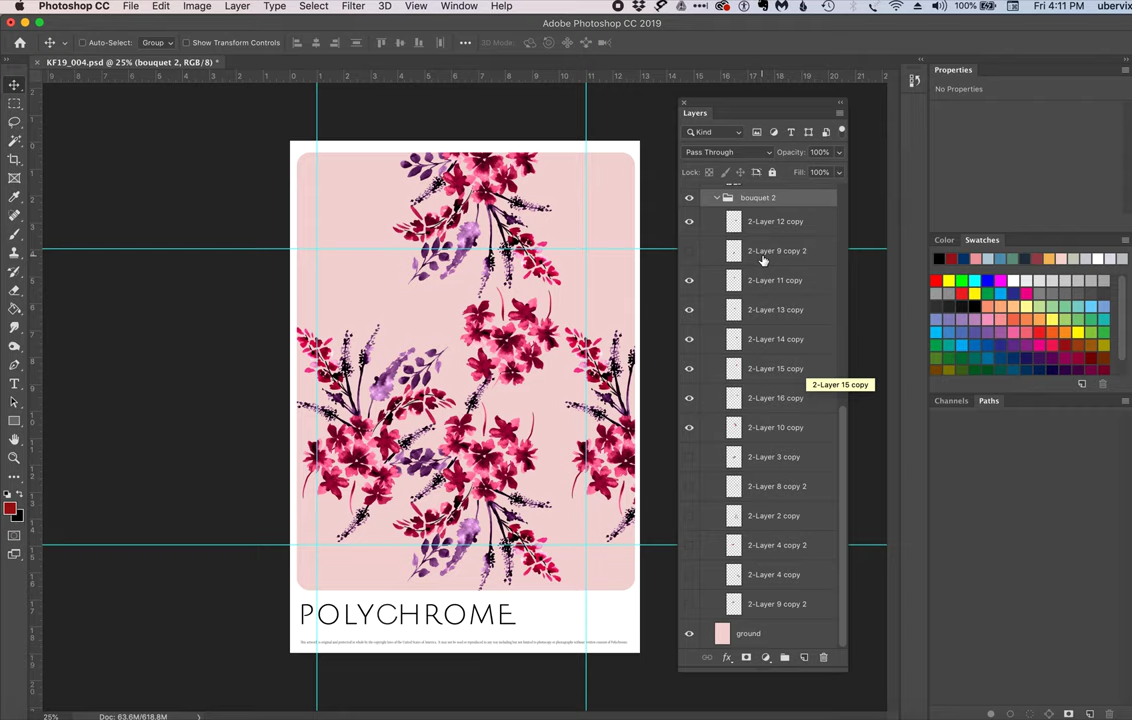 Photoshop File Edit Image Layer Type Select Filter 3D View Window Help 100% Fri 4:11 PM ubervix
Adobe Photoshop CC 2019
Auto-Select: Group Show Transform Controls 3D Mode:
KF19_004.psd @ 25% (bouquet 2, RGB/8) *
Layers
Kind
Pass Through Opacity: 100%
Lock: Fill: 100%
bouquet 2
2-Layer 12 copy
2-Layer 9 copy 2
2-Layer 11 copy
2-Layer 13 copy
2-Layer 14 copy
2-Layer 15 copy
2-Layer 15 copy
2-Layer 16 copy
2-Layer 10 copy
2-Layer 3 copy
2-Layer 8 copy 2
2-Layer 2 copy
2-Layer 4 copy 2
2-Layer 4 copy
2-Layer 9 copy 2
ground
Properties
No Properties
Color Swatches
Channels Paths
POLYCHROME
25% Doc: 63.6M/618.8M